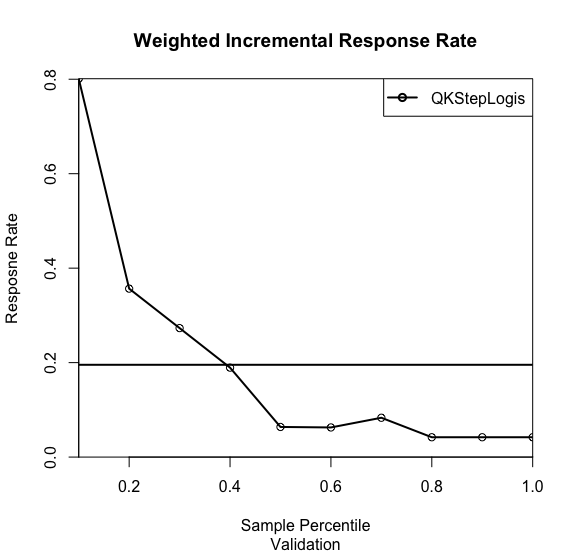 Weighted Incremental Response Rate
QKStepLogis
Resposne Rate
0.8
0.6
0.4
0.2
0.0
0.2 0.4 0.6 0.8 1.0
Sample Percentile
Validation